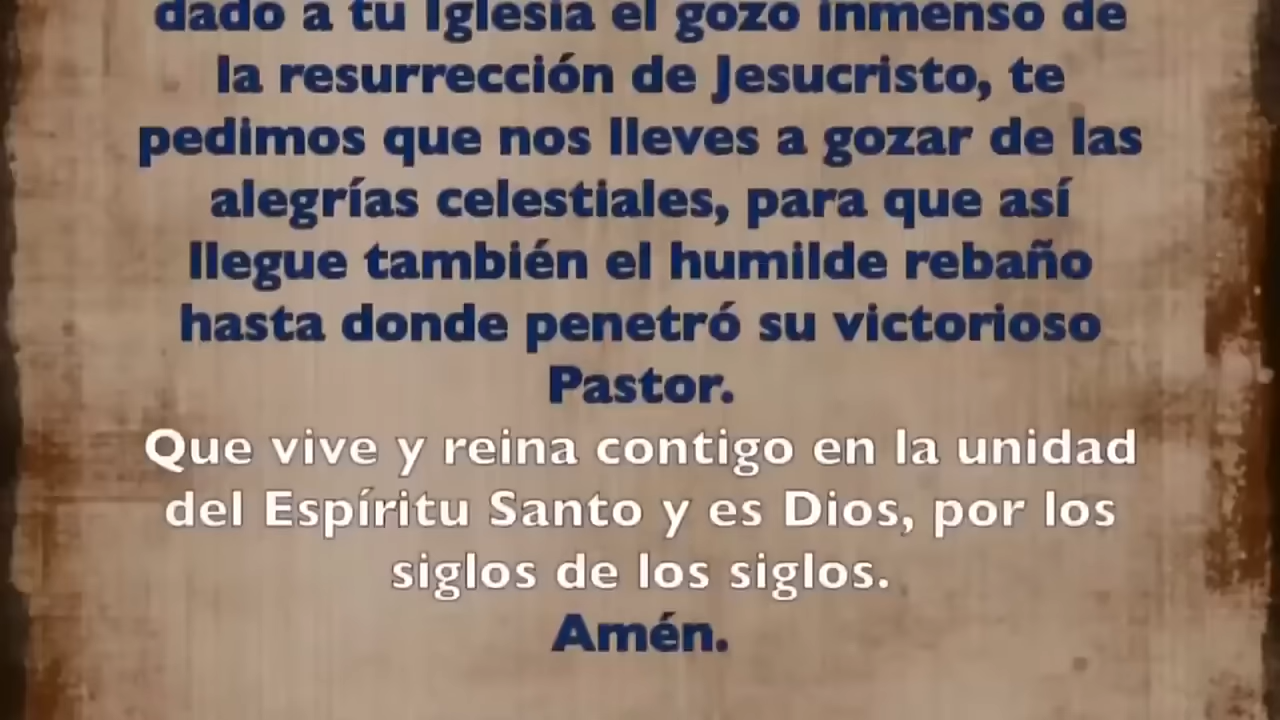 dado a tu Iglesia el gozo inmenso de
la resurrección de Jesucristo, te
pedimos que nos lleves a gozar de las
alegrías celestiales, para que así
llegue también el humilde rebaño
hasta donde penetró su victorioso
Pastor.
Que vive y reina contigo en la unidad
del Espíritu Santo y es Dios, por los
siglos de los siglos.
Amén.